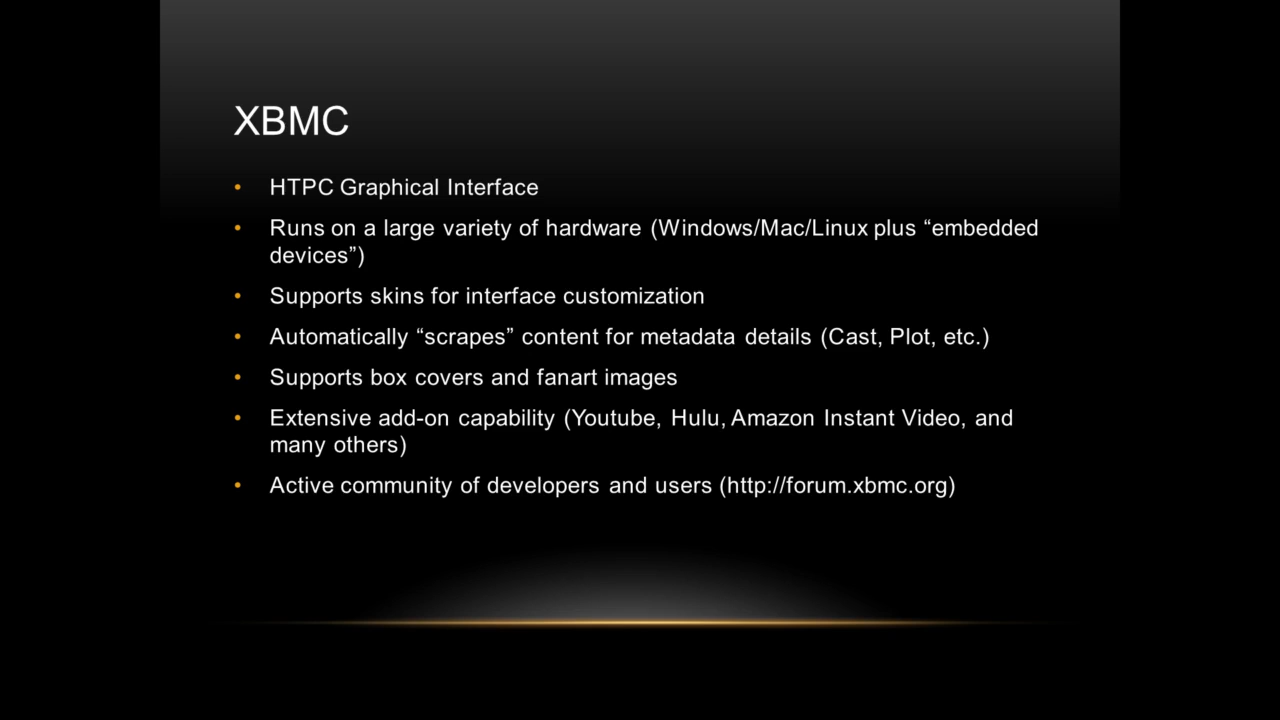 XBMC
• HTPC Graphical Interface
• Runs on a large variety of hardware (Windows/Mac/Linux plus “embedded
devices”)
• Supports skins for interface customization
• Automatically “scrapes” content for metadata details (Cast, Plot, etc.)
• Supports box covers and fanart images
• Extensive add-on capability (Youtube, Hulu, Amazon Instant Video, and
many others)
• Active community of developers and users (http://forum.xbmc.org)